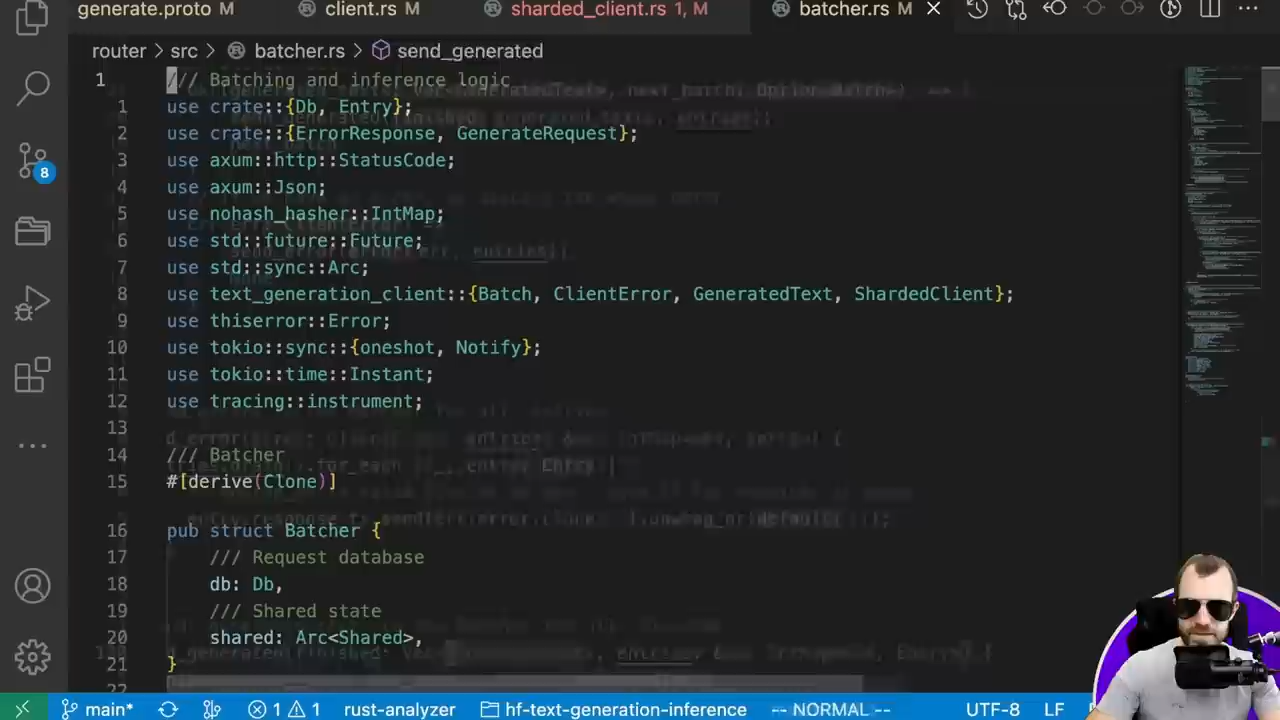 generate.proto M client.rs M sharded_client.rs 1, M batcher.rs M
router > src > batcher.rs > send_generated
1 /// Batching and inference logic
1 use crate::{Db, Entry};
2 use crate::{ErrorResponse, GenerateRequest};
3 use axum::http::StatusCode;
4 use axum::Json;
5 use nohash_hasher::IntMap;
6 use std::future::Future;
7 use std::sync::Arc;
8 use text_generation_client::{Batch, ClientError, GeneratedText, ShardedClient};
9 use thiserror::Error;
10 use tokio::sync::{oneshot, Notify};
11 use tokio::time::Instant;
12 use tracing::instrument;
13
14 /// Batcher
15 #[derive(Clone)]
16 pub struct Batcher {
17 /// Request database
18 db: Db,
19 /// Shared state
20 shared: Arc<Shared>,
21 }
22
8
main* 1 1 rust-analyzer hf-text-generation-inference -- NORMAL -- UTF-8 LF